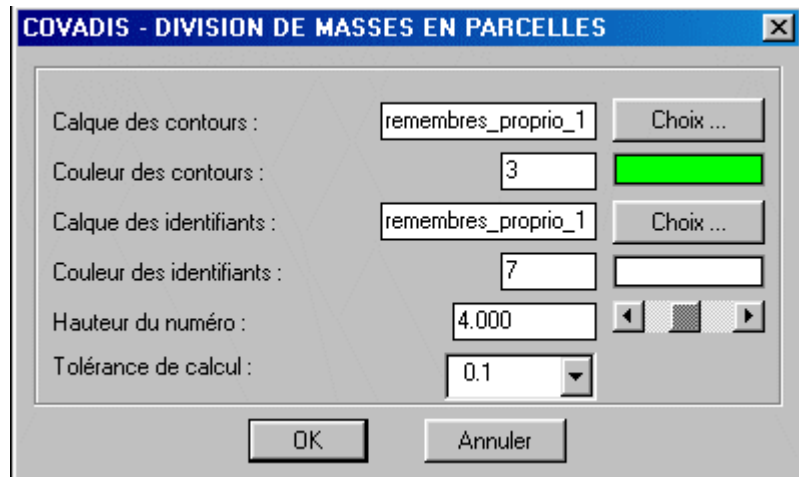 COVADIS - DIVISION DE MASSES EN PARCELLES
Calque des contours : remembres_proprio_1 Choix ...
Couleur des contours : 3
Calque des identifiants : remembres_proprio_1 Choix ...
Couleur des identifiants : 7
Hauteur du numéro : 4.000
Tolérance de calcul : 0.1
OK Annuler